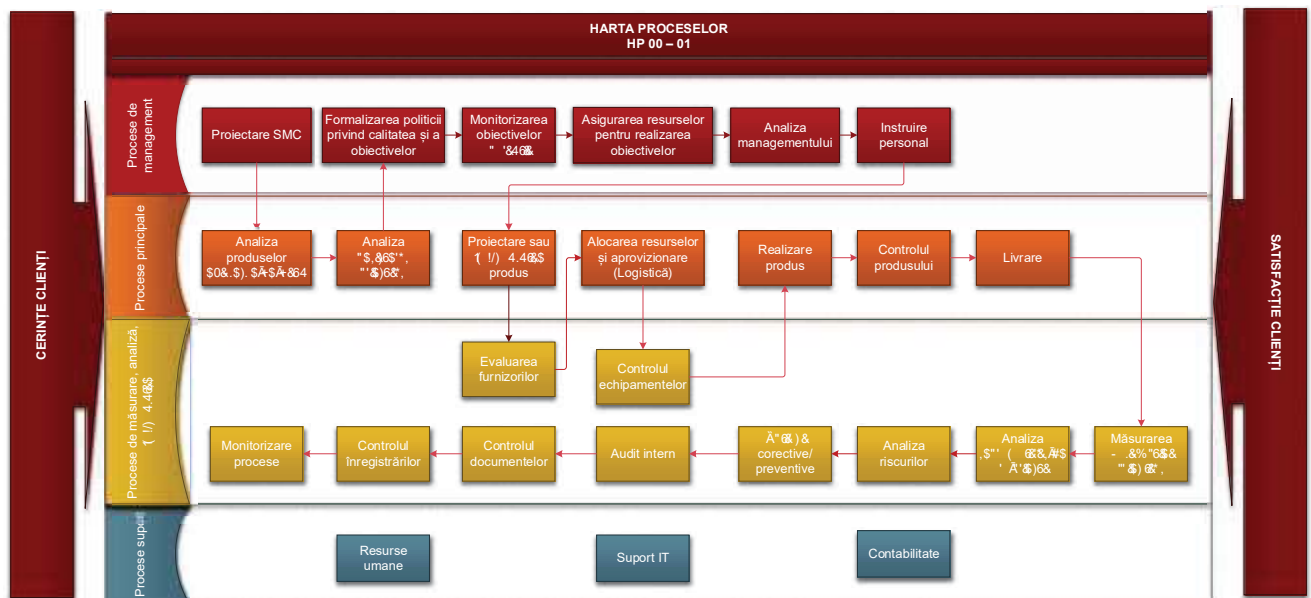 HARTA PROCESELOR
HP 00 – 01
CERINȚE CLIENȚI
SATISFACȚIE CLIENȚI
Procese de
management
Proiectare SMC
Formalizarea politicii
privind calitatea și a
obiectivelor
Monitorizarea
obiectivelor
Asigurarea resurselor
pentru realizarea
obiectivelor
Analiza
managementului
Instruire
personal
Procese principale
Analiza
produselor
Analiza
Proiectare sau
produs
Alocarea resurselor
și aprovizionare
(Logistică)
Realizare
produs
Controlul
produsului
Livrare
Procese de măsurare, analiză,
Evaluarea
furnizorilor
Controlul
echipamentelor
Monitorizare
procese
Controlul
înregistrărilor
Controlul
documentelor
Audit intern
corective/
preventive
Analiza
riscurilor
Analiza
Măsurarea
Procese suport
Resurse
umane
Suport IT
Contabilitate